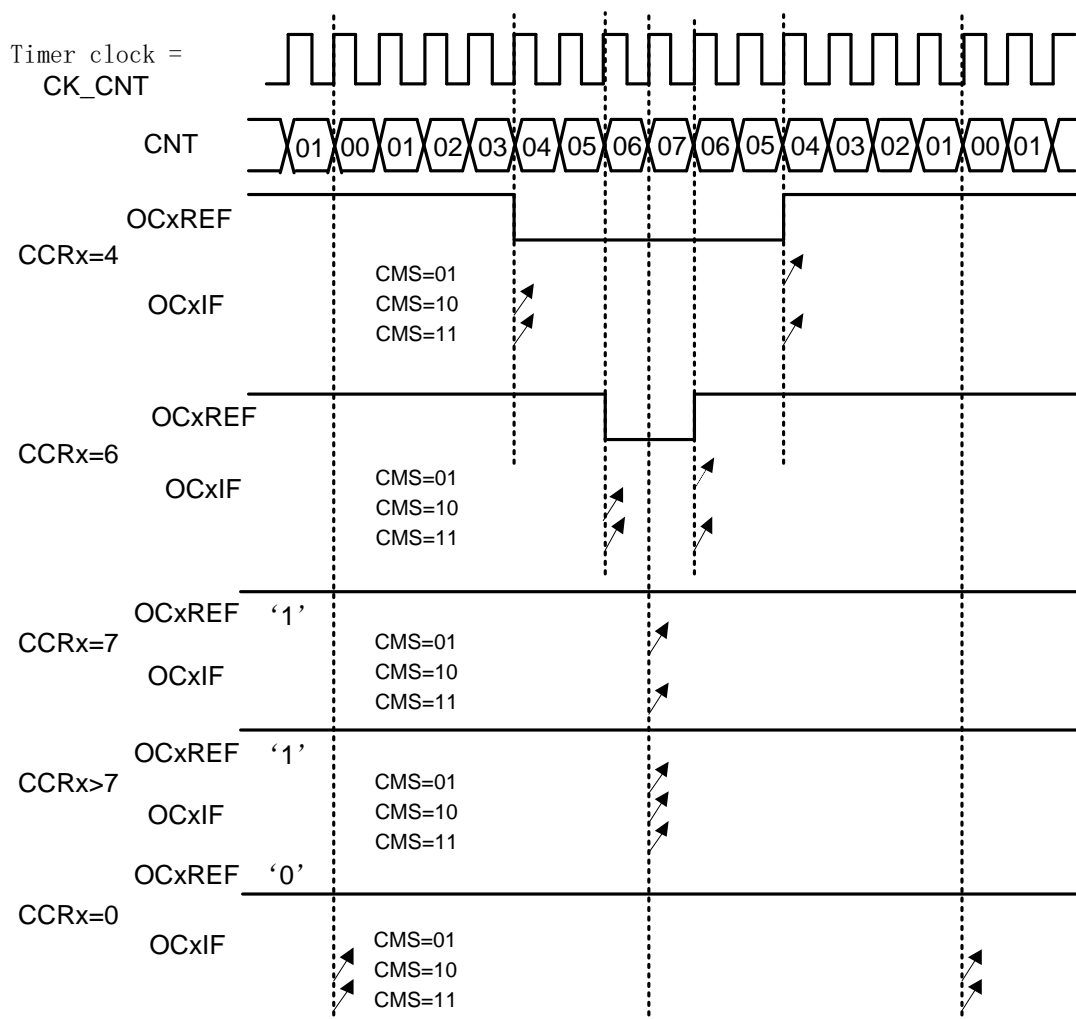 Timer clock =
CK_CNT
CNT 01 00 01 02 03 04 05 06 07 06 05 04 03 02 01 00 01
OCxREF
CCRx=4
CMS=01
OCxIF CMS=10
CMS=11
OCxREF
CCRx=6
CMS=01
OCxIF
CMS=10
CMS=11
OCxREF ‘1’
CCRx=7 CMS=01
OCxIF CMS=10
CMS=11
OCxREF ‘1’
CCRx>7 CMS=01
OCxIF CMS=10
CMS=11
OCxREF ‘0’
CCRx=0
OCxIF CMS=01
CMS=10
CMS=11